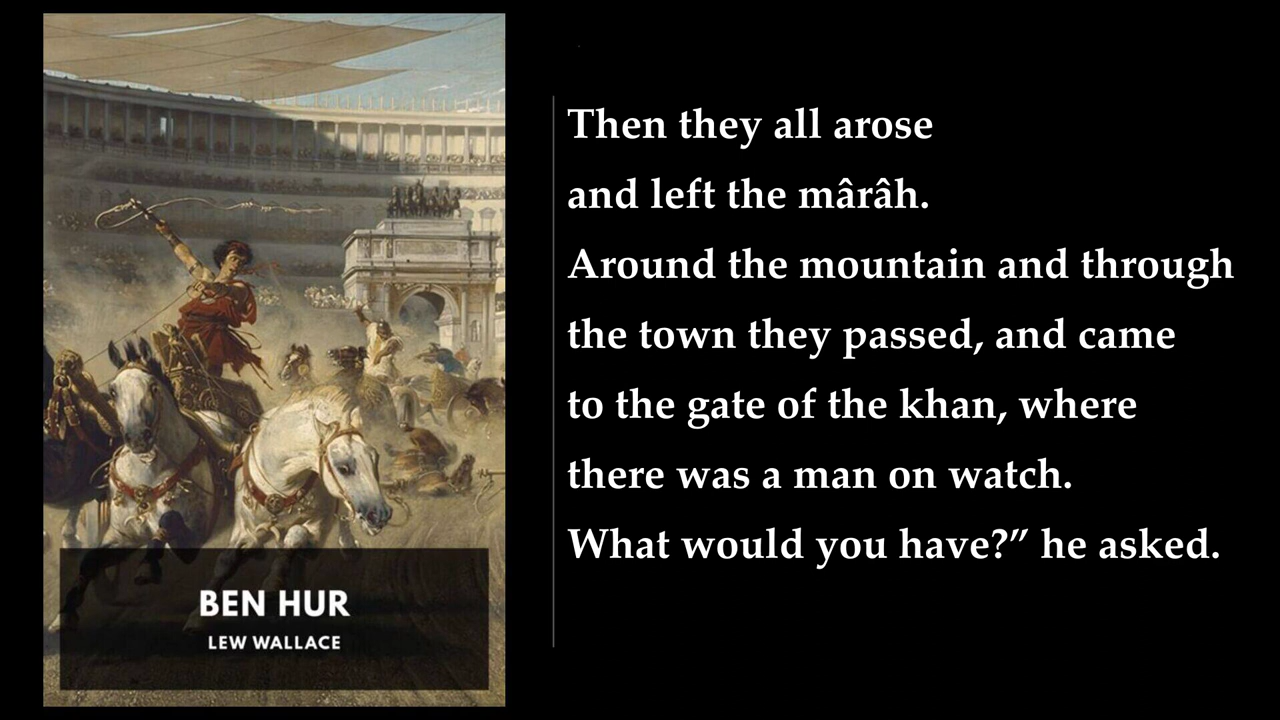 BEN HUR
LEW WALLACE
Then they all arose
and left the mârâh.
Around the mountain and through
the town they passed, and came
to the gate of the khan, where
there was a man on watch.
What would you have?” he asked.